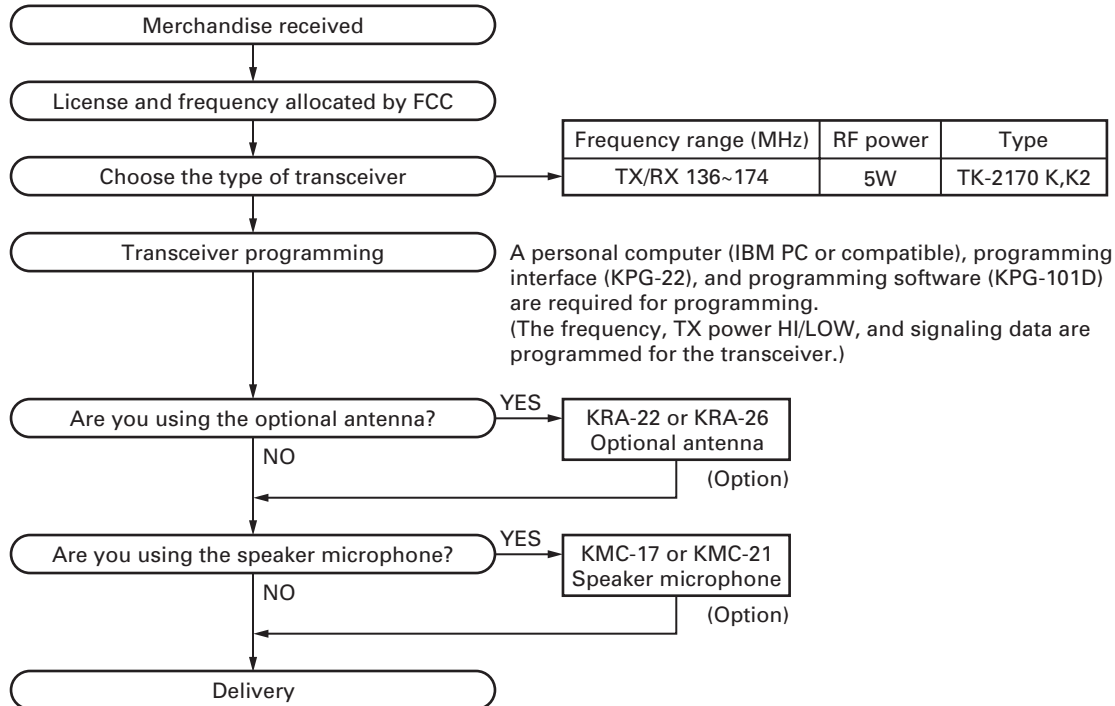 Merchandise received
License and frequency allocated by FCC
Choose the type of transceiver
Frequency range (MHz) RF power Type
TX/RX 136~174 5W TK-2170 K,K2
Transceiver programming
A personal computer (IBM PC or compatible), programming
interface (KPG-22), and programming software (KPG-101D)
are required for programming.
(The frequency, TX power HI/LOW, and signaling data are
programmed for the transceiver.)
Are you using the optional antenna?
YES
KRA-22 or KRA-26
Optional antenna
(Option)
NO
Are you using the speaker microphone?
YES
KMC-17 or KMC-21
Speaker microphone
(Option)
NO
Delivery